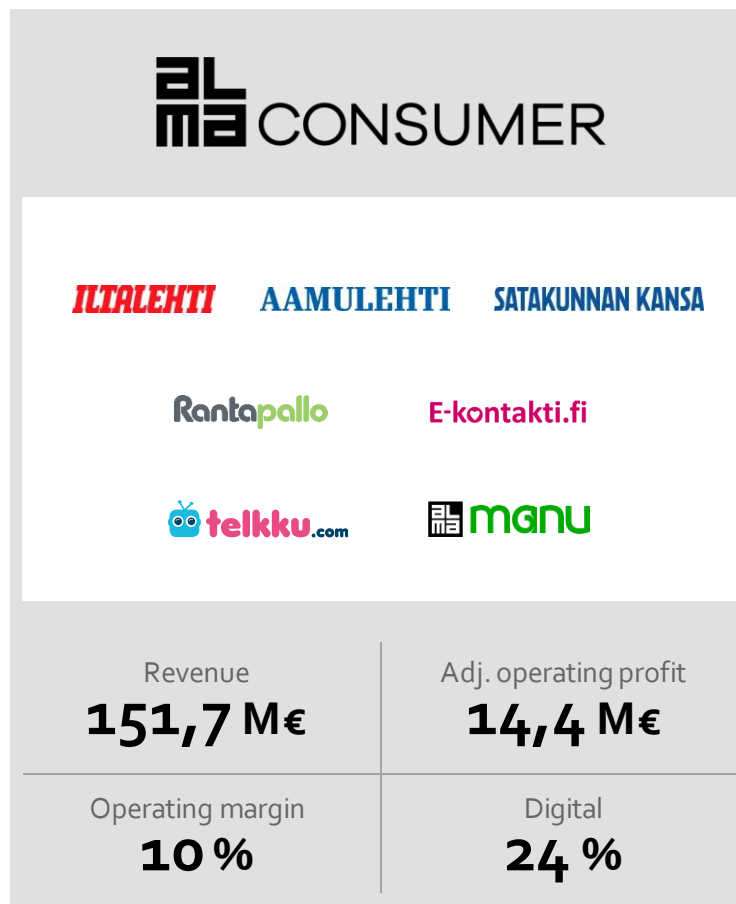 ALMA CONSUMER
ILTALEHTI AAMULEHTI SATAKUNNAN KANSA
Rantapallo E-kontakti.fi
telkku.com ALMA manu
Revenue Adj. operating profit
151,7 M€ 14,4 M€
Operating margin Digital
10 % 24 %